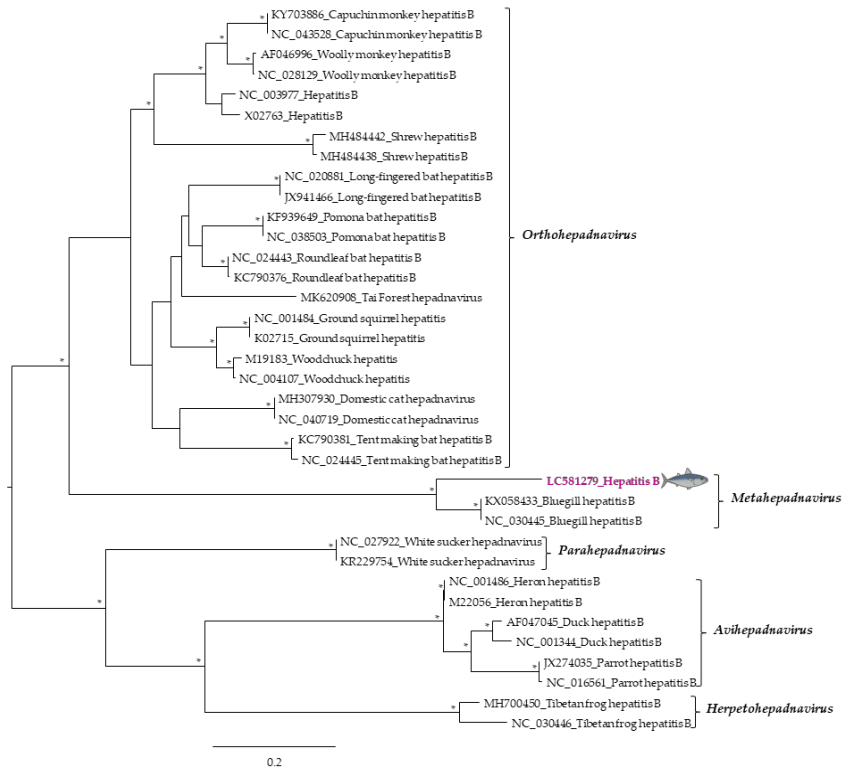 KY703886_Capuchin monkey hepatitis B
NC_043528_Capuchin monkey hepatitis B
AF046996_Woolly monkey hepatitis B
NC_028129_Woolly monkey hepatitis B
NC_003977_Hepatitis B
X02763_Hepatitis B
MH484442_Shrew hepatitis B
MH484438_Shrew hepatitis B
NC_020881_Long-fingered bat hepatitis B
JX941466_Long-fingered bat hepatitis B
KF939649_Pomona bat hepatitis B
NC_038503_Pomona bat hepatitis B
Orthohepadnavirus
NC_024443_Roundleaf bat hepatitis B
KC790376_Roundleaf bat hepatitis B
MK620908_Tai Forest hepadnavirus
NC_001484_Ground squirrel hepatitis
K02715_Ground squirrel hepatitis
M19183_Woodchuck hepatitis
NC_004107_Woodchuck hepatitis
MH307930_Domestic cat hepadnavirus
NC_040719_Domestic cat hepadnavirus
KC790381_Tent making bat hepatitis B
NC_024445_Tent making bat hepatitis B
LC581279_Hepatitis B
KX058433_Bluegill hepatitis B
Metahepadnavirus
NC_030445_Bluegill hepatitis B
NC_027922_White sucker hepadnavirus
Parahepadnavirus
KR229754_White sucker hepadnavirus
NC_001486_Heron hepatitis B
M22056_Heron hepatitis B
AF047045_Duck hepatitis B
Avihepadnavirus
NC_001344_Duck hepatitis B
JX274035_Parrot hepatitis B
NC_016561_Parrot hepatitis B
MH700450_Tibetan frog hepatitis B
Herpetohepadnavirus
NC_030446_Tibetan frog hepatitis B
0.2